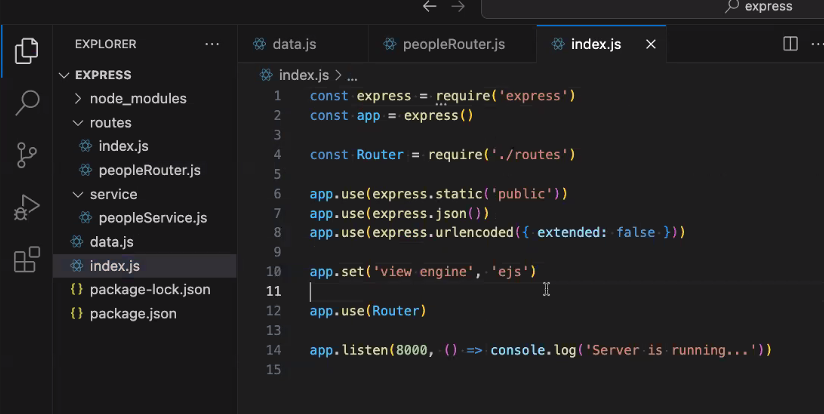 express
EXPLORER ...
EXPRESS
node_modules
routes
index.js
peopleRouter.js
service
peopleService.js
data.js
index.js
{} package-lock.json
{} package.json
data.js peopleRouter.js index.js
index.js > ...
1 const express = require('express')
2 const app = express()
3
4 const Router = require('./routes')
5
6 app.use(express.static('public'))
7 app.use(express.json())
8 app.use(express.urlencoded({ extended: false }))
9
10 app.set('view engine', 'ejs')
11
12 app.use(Router)
13
14 app.listen(8000, () => console.log('Server is running...'))
15